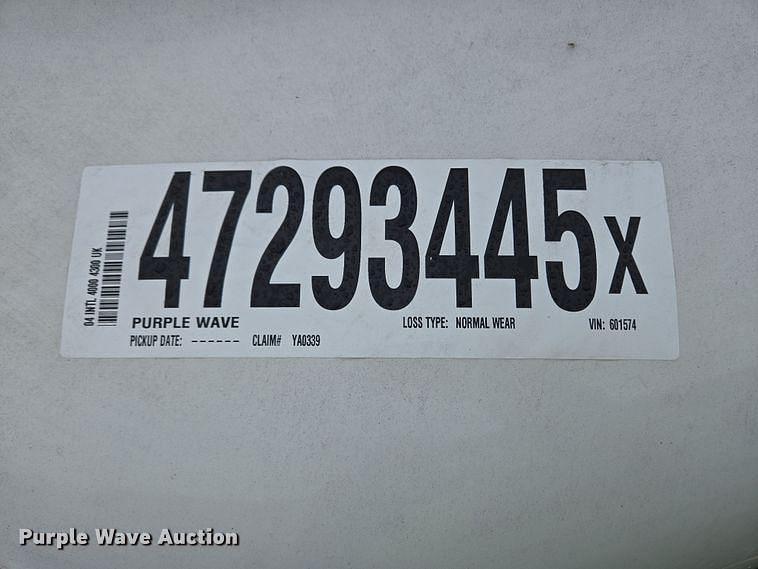 47293445X
04 INTL 4000 4300 UK
PURPLE WAVE
LOSS TYPE: NORMAL WEAR
VIN: 601574
PICKUP DATE: ------
CLAIM# YA0339
Purple Wave Auction